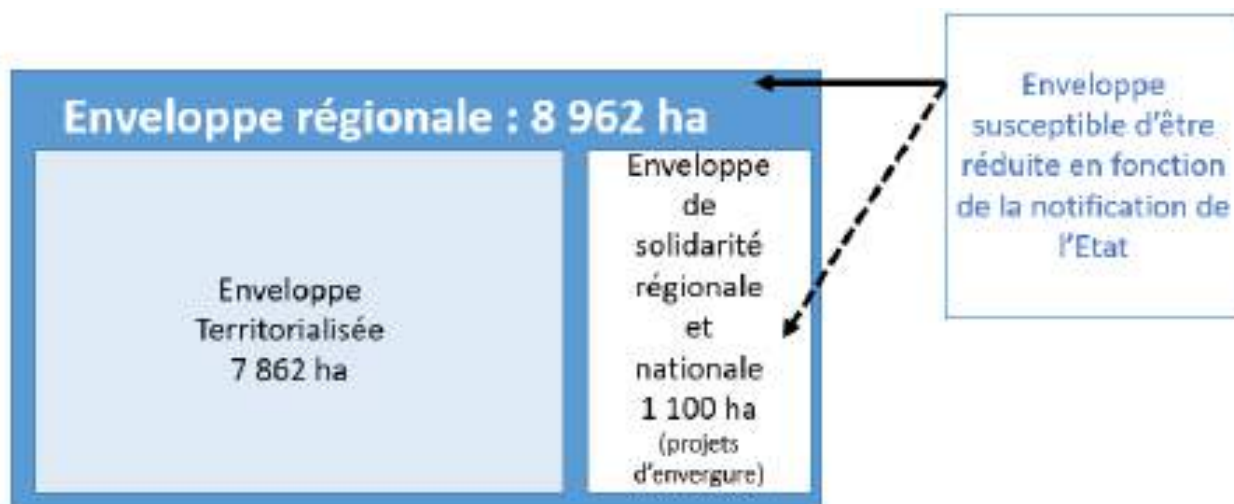 Enveloppe régionale : 8 962 ha
Enveloppe
Territorialisée
7 862 ha
Enveloppe
de
solidarité
régionale
et
nationale
1 100 ha
(projets
d'envergure)
Enveloppe
susceptible d'être
réduite en fonction
de la notification de
l'Etat